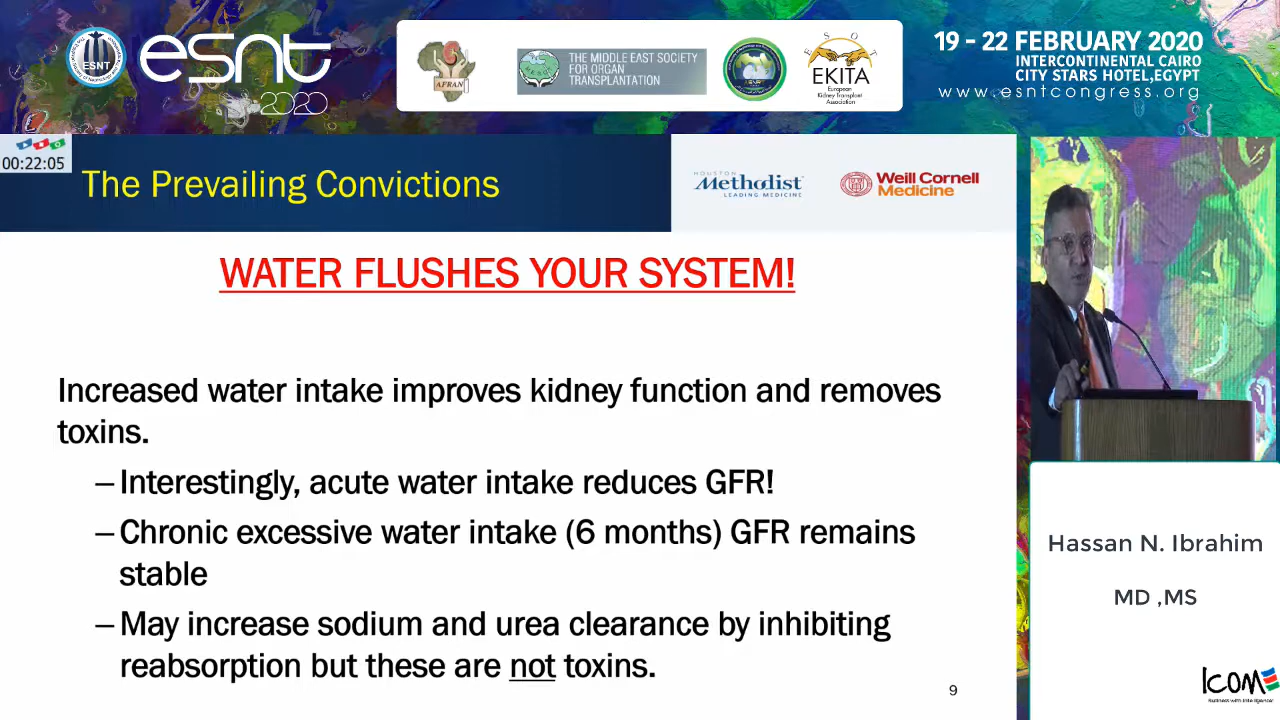 ESNT
esnt
2020
AFRAN
THE MIDDLE EAST SOCIETY
FOR ORGAN
TRANSPLANTATION
ESOT
EKITA
European
Kidney Transplant
Association
19 - 22 FEBRUARY 2020
INTERCONTINENTAL CAIRO
CITY STARS HOTEL,EGYPT
www.esntcongress.org
00:22:05
The Prevailing Convictions
HOUSTON
Methodist
LEADING MEDICINE
Weill Cornell
Medicine
WATER FLUSHES YOUR SYSTEM!
Increased water intake improves kidney function and removes
toxins.
– Interestingly, acute water intake reduces GFR!
– Chronic excessive water intake (6 months) GFR remains
stable
– May increase sodium and urea clearance by inhibiting
reabsorption but these are not toxins.
9
Hassan N. Ibrahim
MD ,MS
ICOME